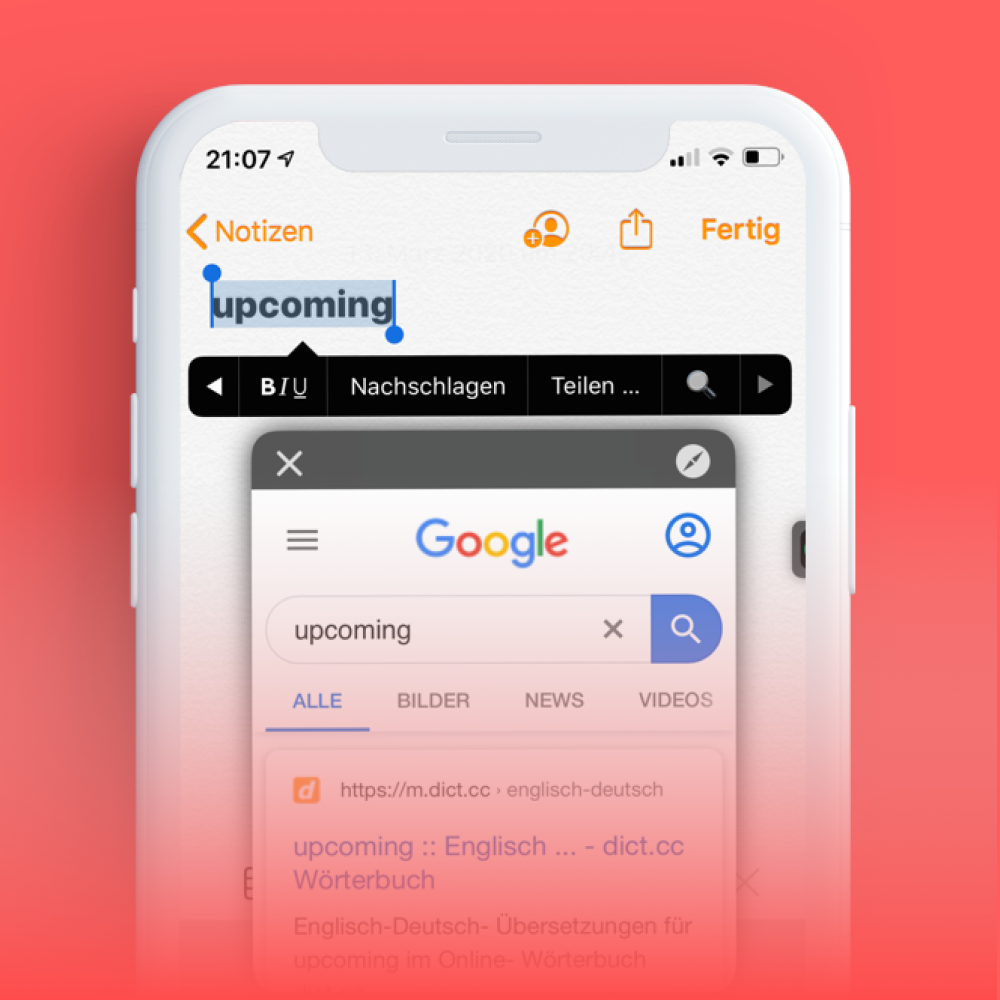 21:07
Notizen
Fertig
upcoming
BIU Nachschlagen Teilen ...
Google
upcoming
ALLE BILDER NEWS VIDEOS
d https://m.dict.cc › englisch-deutsch
upcoming :: Englisch ... - dict.cc
Wörterbuch
Englisch-Deutsch- Übersetzungen für
upcoming im Online- Wörterbuch